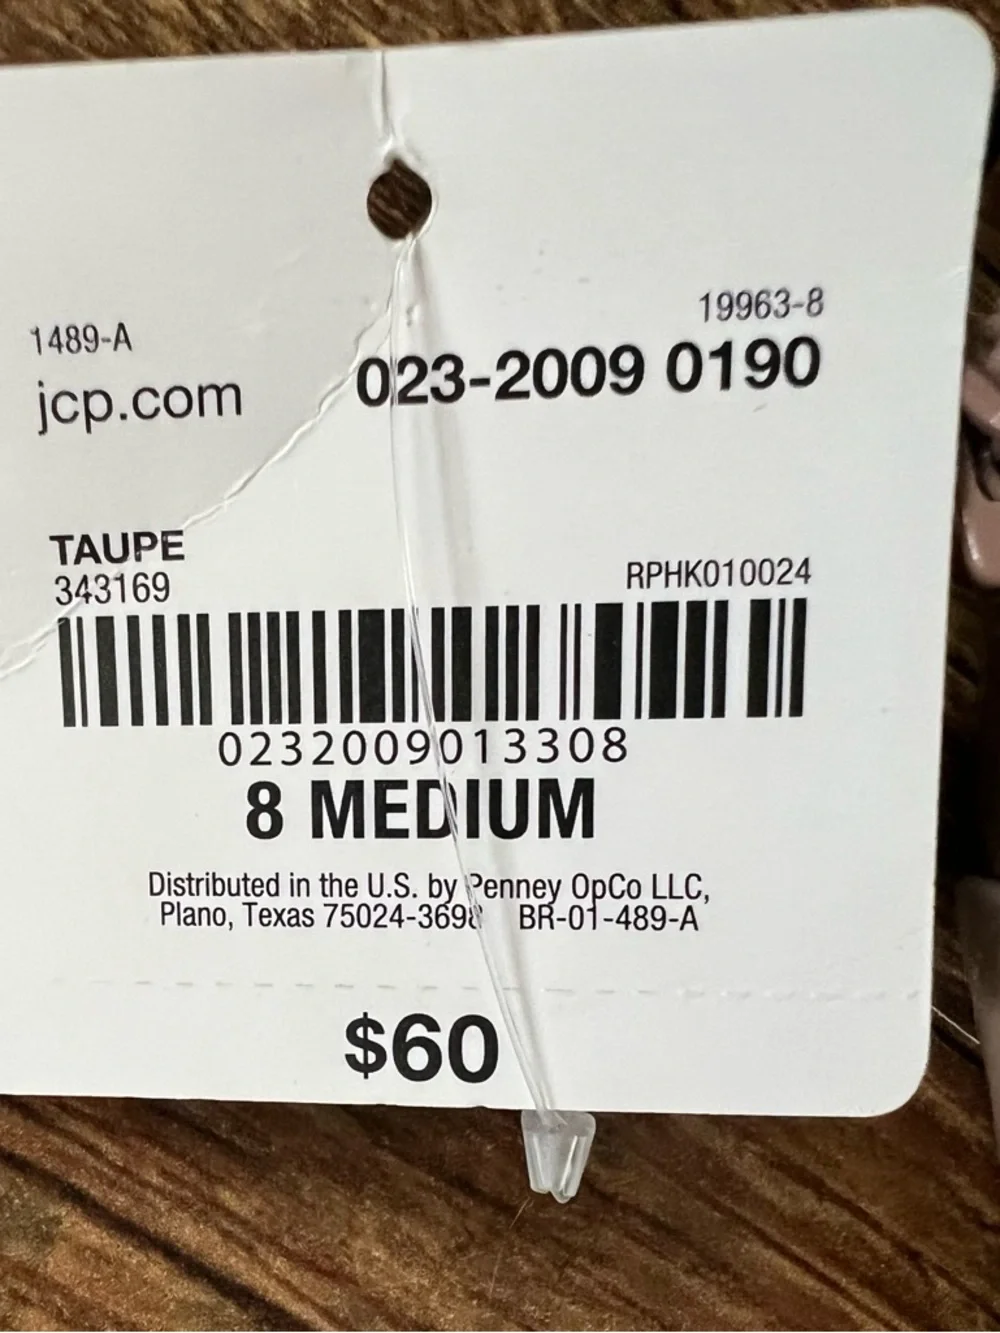 19963-8
1489-A
jcp.com 023-2009 0190
TAUPE
343169 RPHK010024
0232009013308
8 MEDIUM
Distributed in the U.S. by Penney OpCo LLC,
Plano, Texas 75024-3698 BR-01-489-A
$60